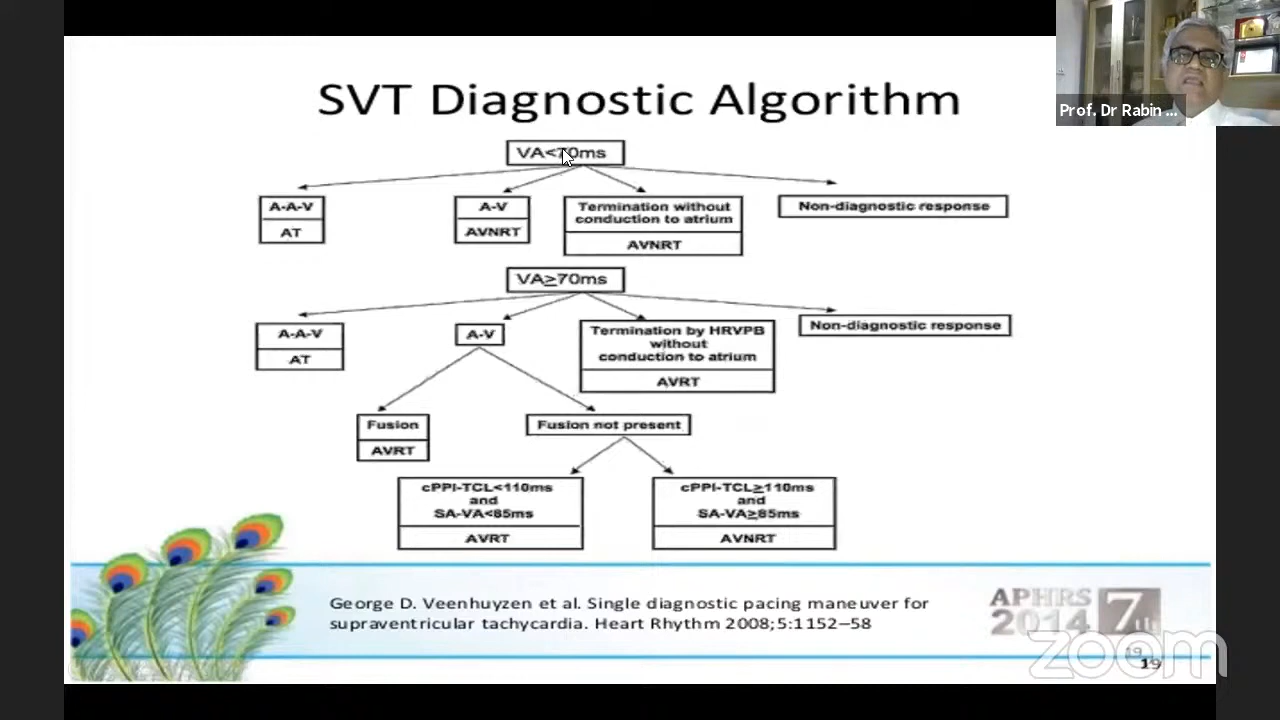 Prof. Dr Rabin ...
SVT Diagnostic Algorithm
VA<70ms
A-A-V
AT
A-V
AVNRT
Termination without
conduction to atrium
AVNRT
Non-diagnostic response
VA≥70ms
A-A-V
AT
A-V
Termination by HRVPB
without
conduction to atrium
AVRT
Non-diagnostic response
Fusion
AVRT
Fusion not present
cPPI-TCL<110ms
and
SA-VA<85ms
AVRT
cPPI-TCL≥110ms
and
SA-VA≥85ms
AVNRT
George D. Veenhuyzen et al. Single diagnostic pacing maneuver for
supraventricular tachycardia. Heart Rhythm 2008;5:1152–58
APHRS
2014
7th
zoom
19
19